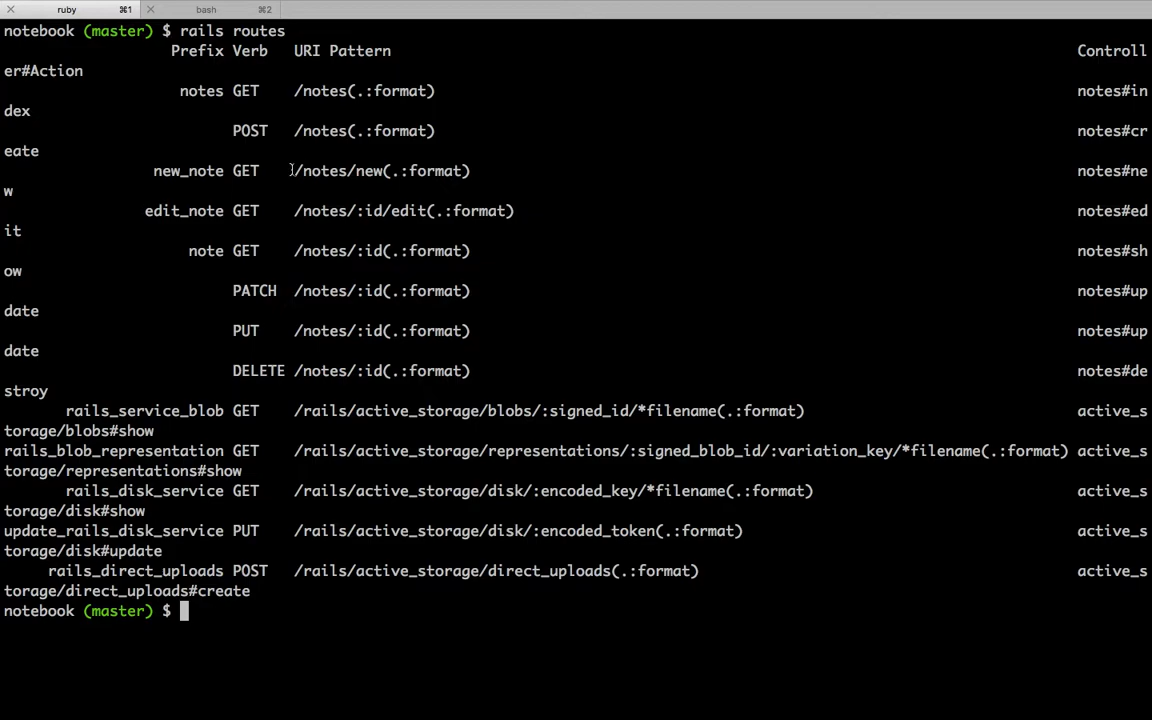 ruby ⌘1 bash ⌘2
notebook (master) $ rails routes
Prefix Verb URI Pattern Controll
er#Action
notes GET /notes(.:format) notes#in
dex
POST /notes(.:format) notes#cr
eate
new_note GET /notes/new(.:format) notes#ne
w
edit_note GET /notes/:id/edit(.:format) notes#ed
it
note GET /notes/:id(.:format) notes#sh
ow
PATCH /notes/:id(.:format) notes#up
date
PUT /notes/:id(.:format) notes#up
date
DELETE /notes/:id(.:format) notes#de
stroy
rails_service_blob GET /rails/active_storage/blobs/:signed_id/*filename(.:format) active_s
torage/blobs#show
rails_blob_representation GET /rails/active_storage/representations/:signed_blob_id/:variation_key/*filename(.:format) active_s
torage/representations#show
rails_disk_service GET /rails/active_storage/disk/:encoded_key/*filename(.:format) active_s
torage/disk#show
update_rails_disk_service PUT /rails/active_storage/disk/:encoded_token(.:format) active_s
torage/disk#update
rails_direct_uploads POST /rails/active_storage/direct_uploads(.:format) active_s
torage/direct_uploads#create
notebook (master) $